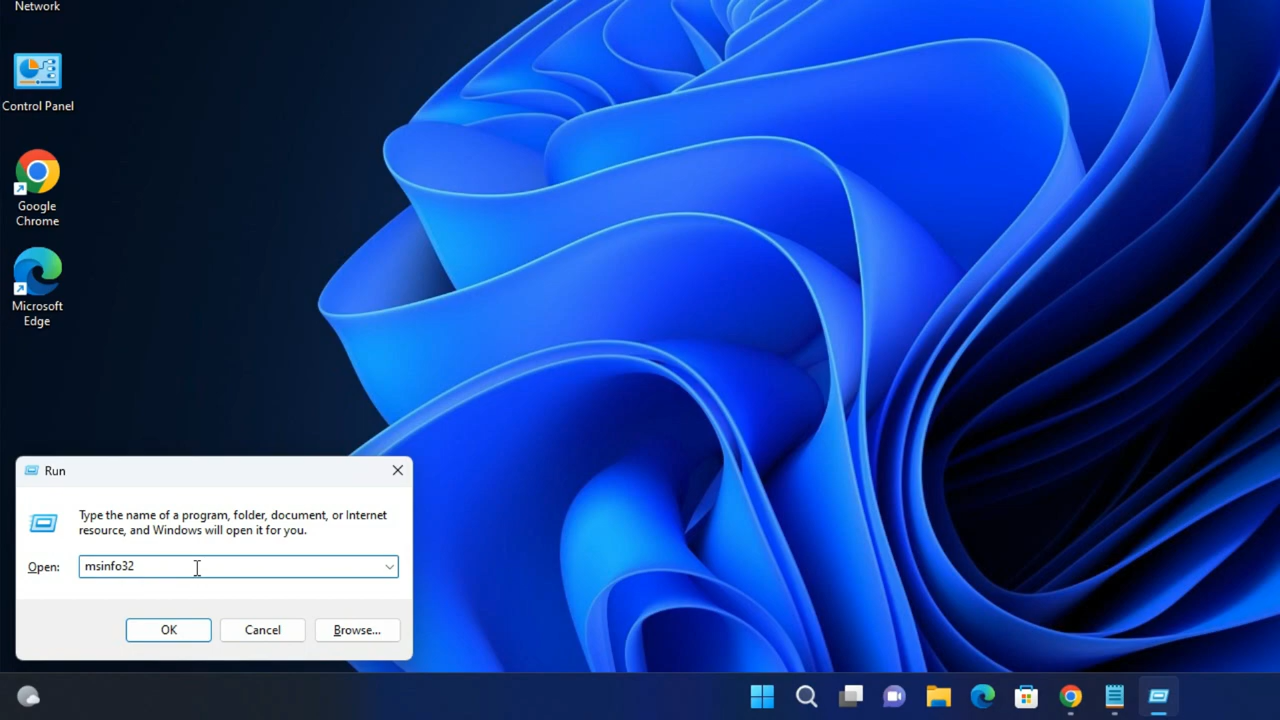 Network
Control Panel
Google
Chrome
Microsoft
Edge
Run
Type the name of a program, folder, document, or Internet
resource, and Windows will open it for you.
Open:
msinfo32
OK
Cancel
Browse...